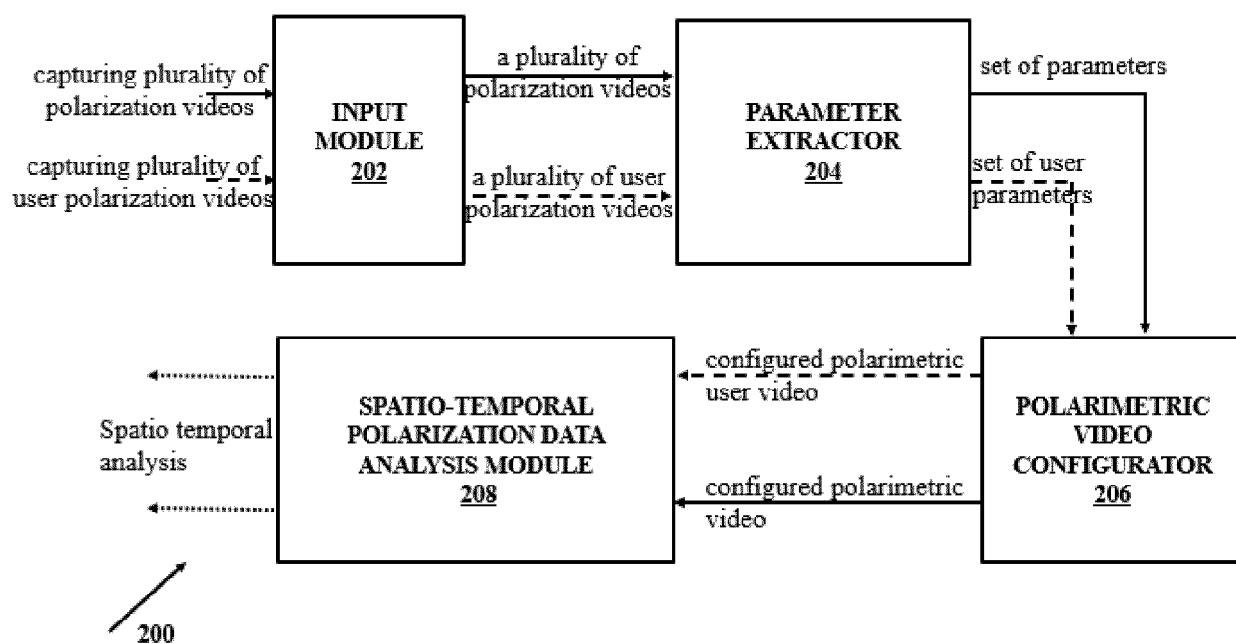 capturing plurality of
polarization videos
capturing plurality of
user polarization videos
INPUT
MODULE
202
a plurality of
polarization videos
a plurality of user
polarization videos
PARAMETER
EXTRACTOR
204
set of parameters
set of user
parameters
configured polarimetric
user video
configured polarimetric
video
POLARIMETRIC
VIDEO
CONFIGURATOR
206
SPATIO-TEMPORAL
POLARIZATION DATA
ANALYSIS MODULE
208
Spatio temporal
analysis
200